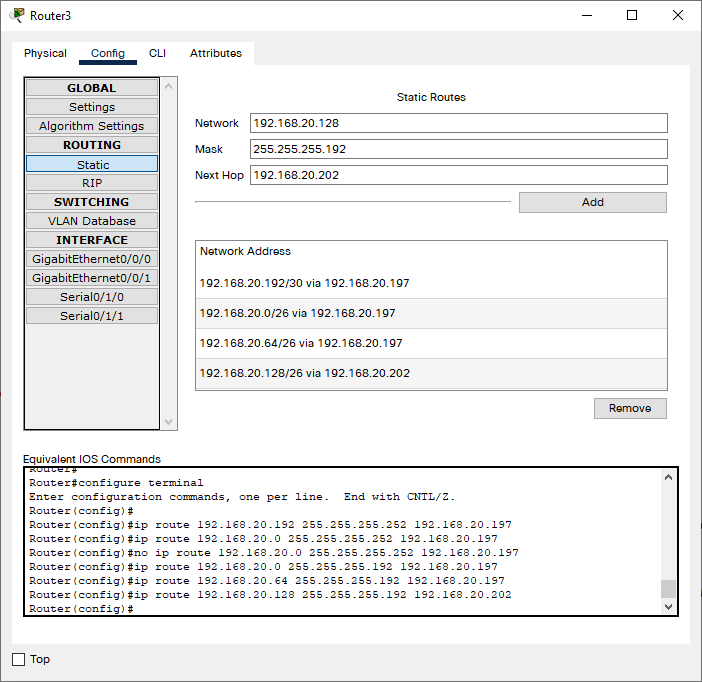 Router3
Physical Config CLI Attributes
GLOBAL
Settings
Algorithm Settings
ROUTING
Static
RIP
SWITCHING
VLAN Database
INTERFACE
GigabitEthernet0/0/0
GigabitEthernet0/0/1
Serial0/1/0
Serial0/1/1
Static Routes
Network 192.168.20.128
Mask 255.255.255.192
Next Hop 192.168.20.202
Add
Network Address
192.168.20.192/30 via 192.168.20.197
192.168.20.0/26 via 192.168.20.197
192.168.20.64/26 via 192.168.20.197
192.168.20.128/26 via 192.168.20.202
Remove
Equivalent IOS Commands
Router#
Router#configure terminal
Enter configuration commands, one per line.  End with CNTL/Z.
Router(config)#
Router(config)#ip route 192.168.20.192 255.255.255.252 192.168.20.197
Router(config)#ip route 192.168.20.0 255.255.255.252 192.168.20.197
Router(config)#no ip route 192.168.20.0 255.255.255.252 192.168.20.197
Router(config)#ip route 192.168.20.0 255.255.255.192 192.168.20.197
Router(config)#ip route 192.168.20.64 255.255.255.192 192.168.20.197
Router(config)#ip route 192.168.20.128 255.255.255.192 192.168.20.202
Router(config)#
Top